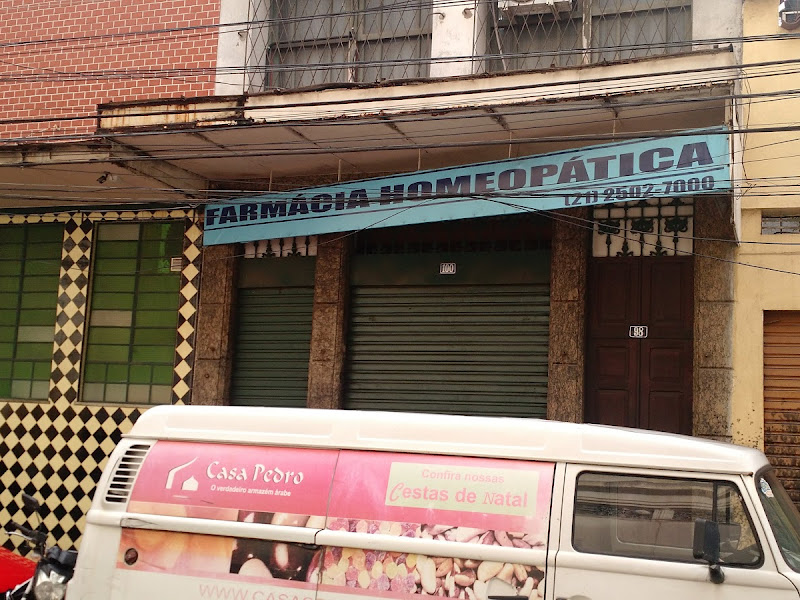 FARMÁCIA HOMEOPÁTICA
(21) 2502-7000
100
98
Casa Pedro
O verdadeiro armazém árabe
Confira nossas
Cestas de Natal